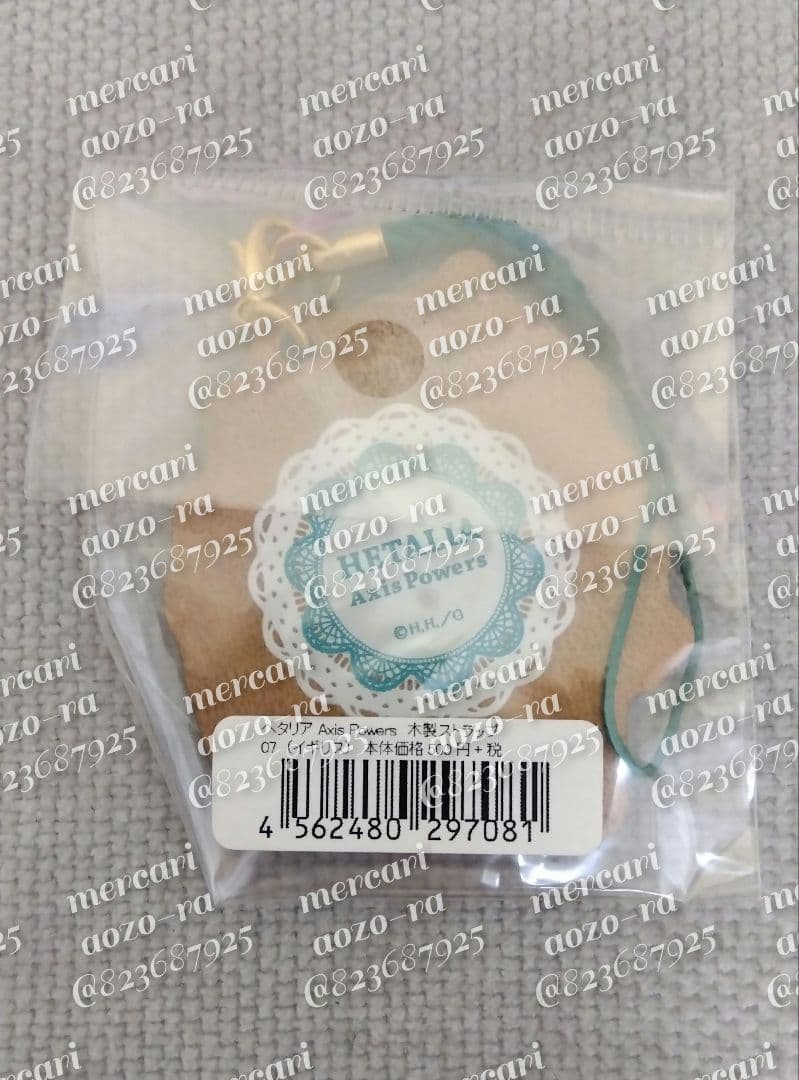 mercari
aozo-ra
@823687925
HETALIA
Axis Powers
©H.H./G
ヘタリア Axis Powers 木製ストラップ
07 (イギリス) 本体価格500円+税
4 562480 297081